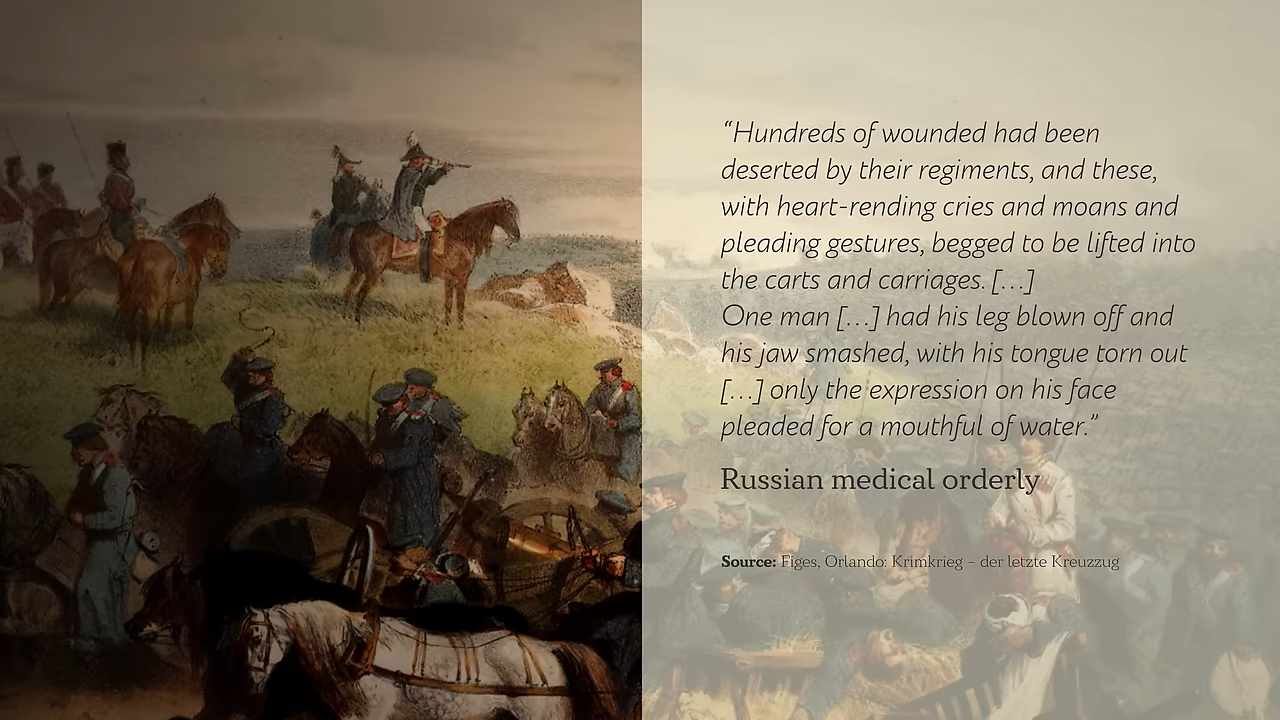 “Hundreds of wounded had been
deserted by their regiments, and these,
with heart-rending cries and moans and
pleading gestures, begged to be lifted into
the carts and carriages. […]
One man […] had his leg blown off and
his jaw smashed, with his tongue torn out
[…] only the expression on his face
pleaded for a mouthful of water.”
Russian medical orderly
Source: Figes, Orlando: Krimkrieg – der letzte Kreuzzug